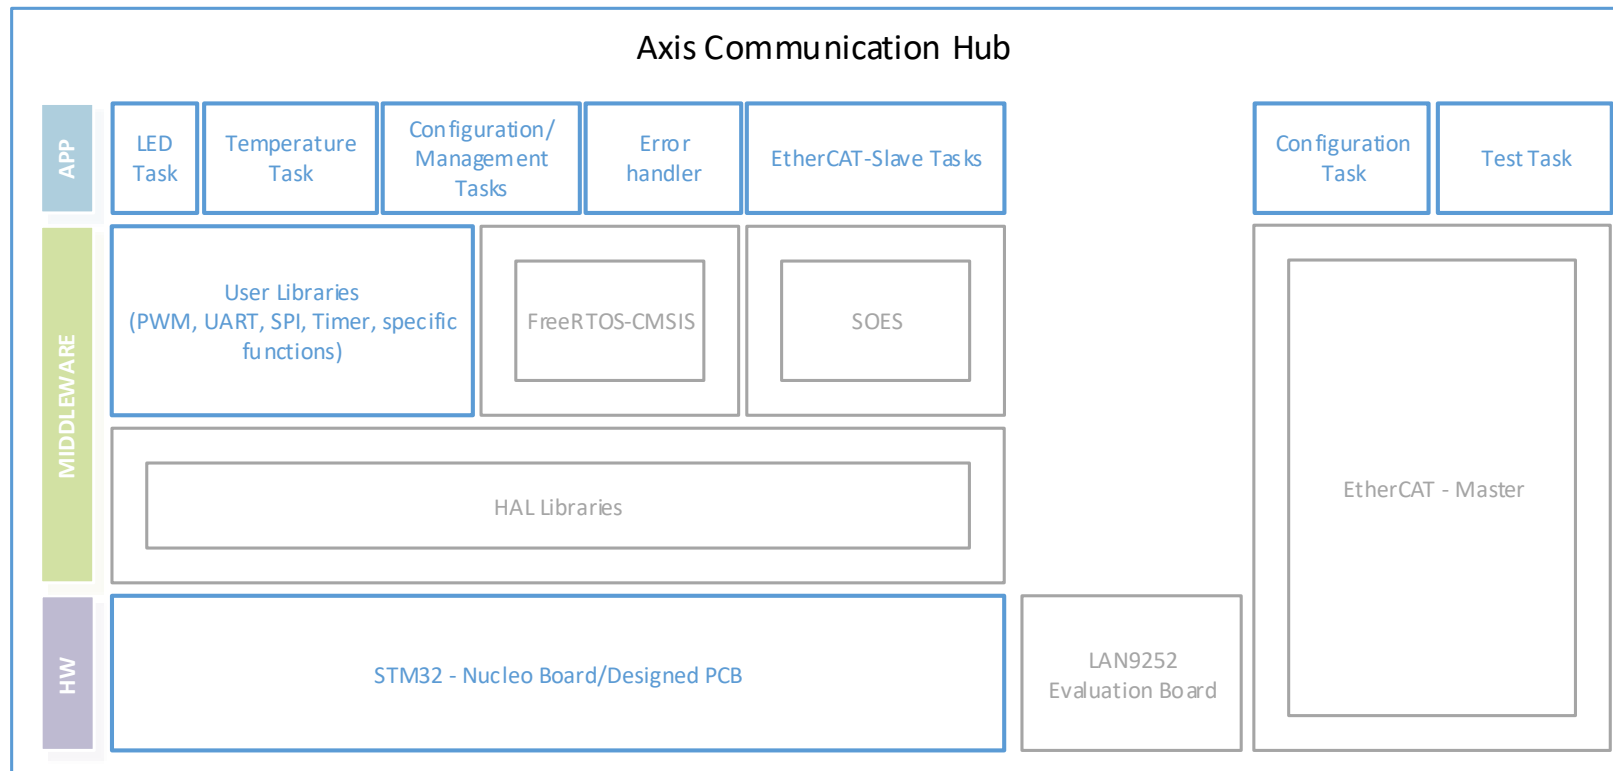 Axis Communication Hub
APP
LED
Task
Temperature
Task
Configuration/
Management
Tasks
Error
handler
EtherCAT-Slave Tasks
Configuration
Task
Test Task
MIDDLEWARE
User Libraries
(PWM, UART, SPI, Timer, specific
functions)
FreeRTOS-CMSIS
SOES
HAL Libraries
EtherCAT - Master
HW
STM32 - Nucleo Board/Designed PCB
LAN9252
Evaluation Board